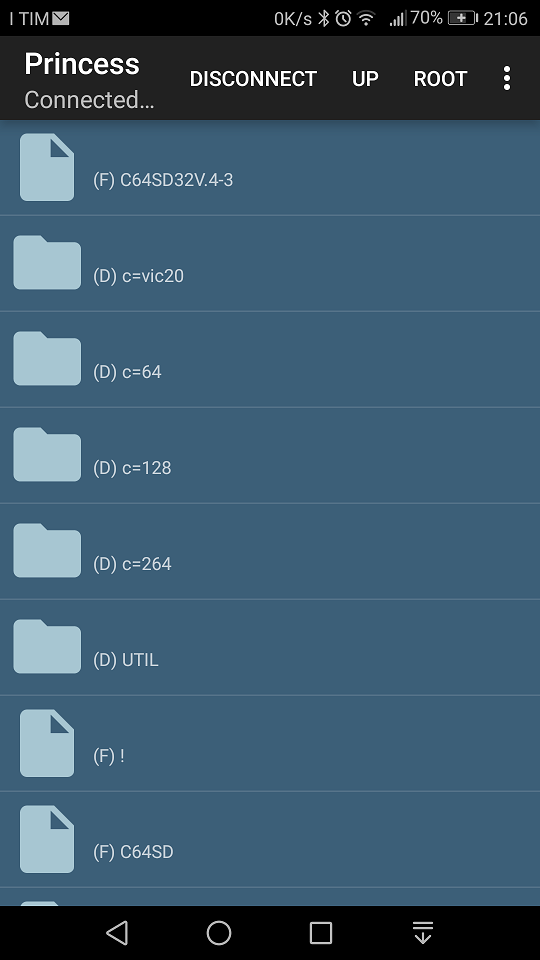 I TIM 0K/s 70% 21:06
Princess
Connected...
DISCONNECT UP ROOT
(F) C64SD32V.4-3
(D) c=vic20
(D) c=64
(D) c=128
(D) c=264
(D) UTIL
(F) !
(F) C64SD